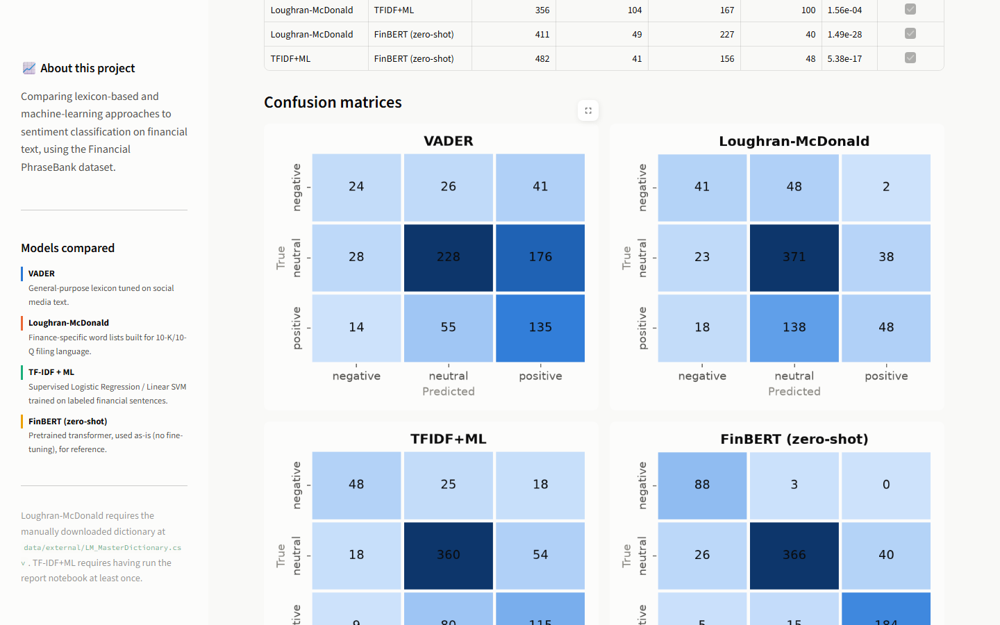 📈 About this project
Comparing lexicon-based and
machine-learning approaches to
sentiment classification on financial
text, using the Financial
PhraseBank dataset.
Models compared
VADER
General-purpose lexicon tuned on social
media text.
Loughran-McDonald
Finance-specific word lists built for 10-K/10-
Q filing language.
TF-IDF + ML
Supervised Logistic Regression / Linear SVM
trained on labeled financial sentences.
FinBERT (zero-shot)
Pretrained transformer, used as-is (no fine-
tuning), for reference.
Loughran-McDonald requires the
manually downloaded dictionary at
data/external/LM_MasterDictionary.cs
v . TF-IDF+ML requires having run the
report notebook at least once.
Loughran-McDonald TFIDF+ML 356 104 167 100 1.56e-04
Loughran-McDonald FinBERT (zero-shot) 411 49 227 40 1.49e-28
TFIDF+ML FinBERT (zero-shot) 482 41 156 48 5.38e-17
Confusion matrices
VADER
True
negative 24 26 41
neutral 28 228 176
positive 14 55 135
negative neutral positive
Predicted
Loughran-McDonald
True
negative 41 48 2
neutral 23 371 38
positive 18 138 48
negative neutral positive
Predicted
TFIDF+ML
True
negative 48 25 18
neutral 18 360 54
tive 9 80 115
FinBERT (zero-shot)
True
negative 88 3 0
neutral 26 366 40
tive 5 15 184